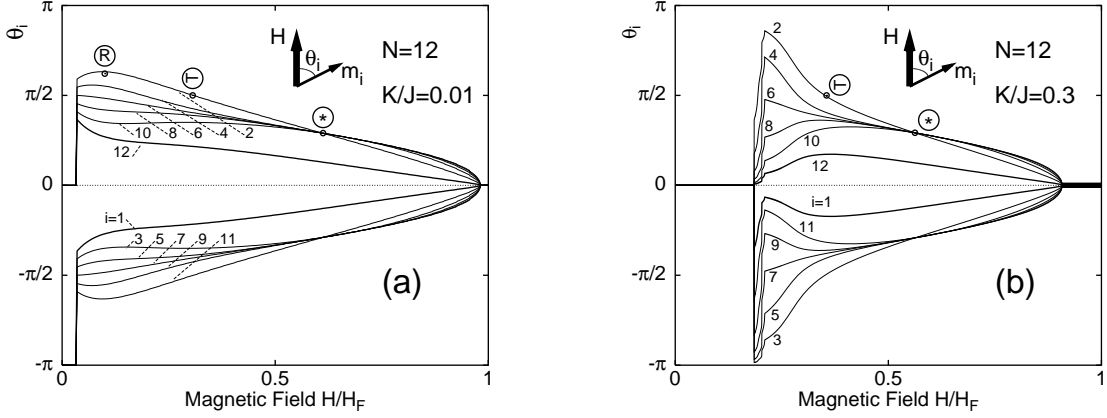 θi
π
π/2
0
-π/2
-π
R
T
*
H
θi
mi
N=12
K/J=0.01
10 8 6 4 2
12
i=1
3 5 7 9 11
(a)
0 0.5 1
Magnetic Field H/HF
θi
π
π/2
0
-π/2
-π
2
4
6
8
10
12
T
*
H
θi
mi
N=12
K/J=0.3
i=1
11
9
7
5
3
(b)
0 0.5 1
Magnetic Field H/HF